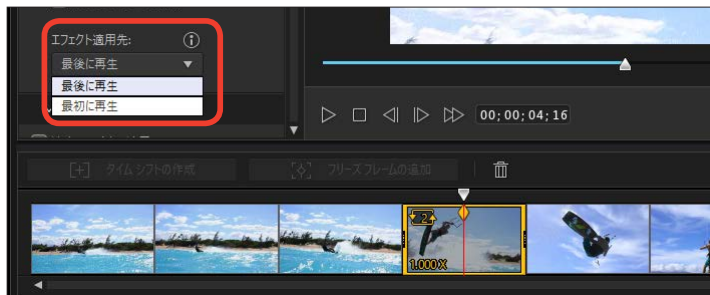 エフェクト適用先:
最後に再生
最後に再生
最初に再生
00;00;04;16
[+] タイム シフトの作成
フリーズ フレームの追加
2
1.000X